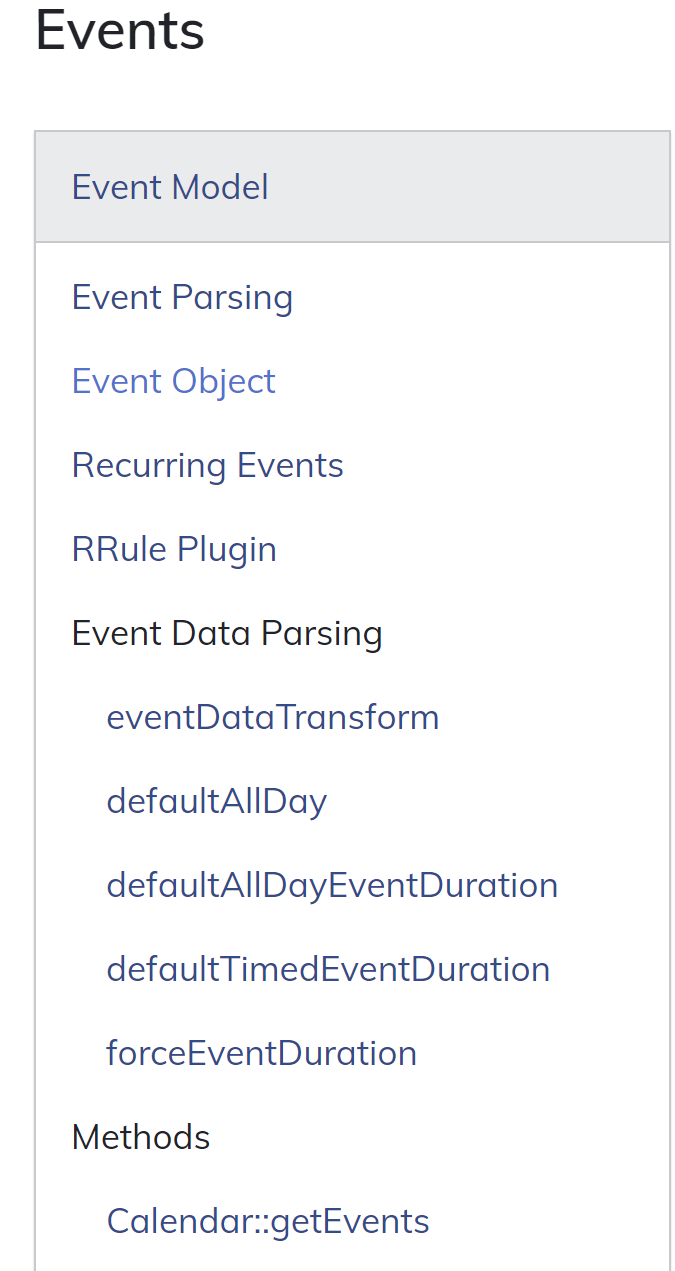 Events
Event Model
Event Parsing
Event Object
Recurring Events
RRule Plugin
Event Data Parsing
eventDataTransform
defaultAllDay
defaultAllDayEventDuration
defaultTimedEventDuration
forceEventDuration
Methods
Calendar::getEvents